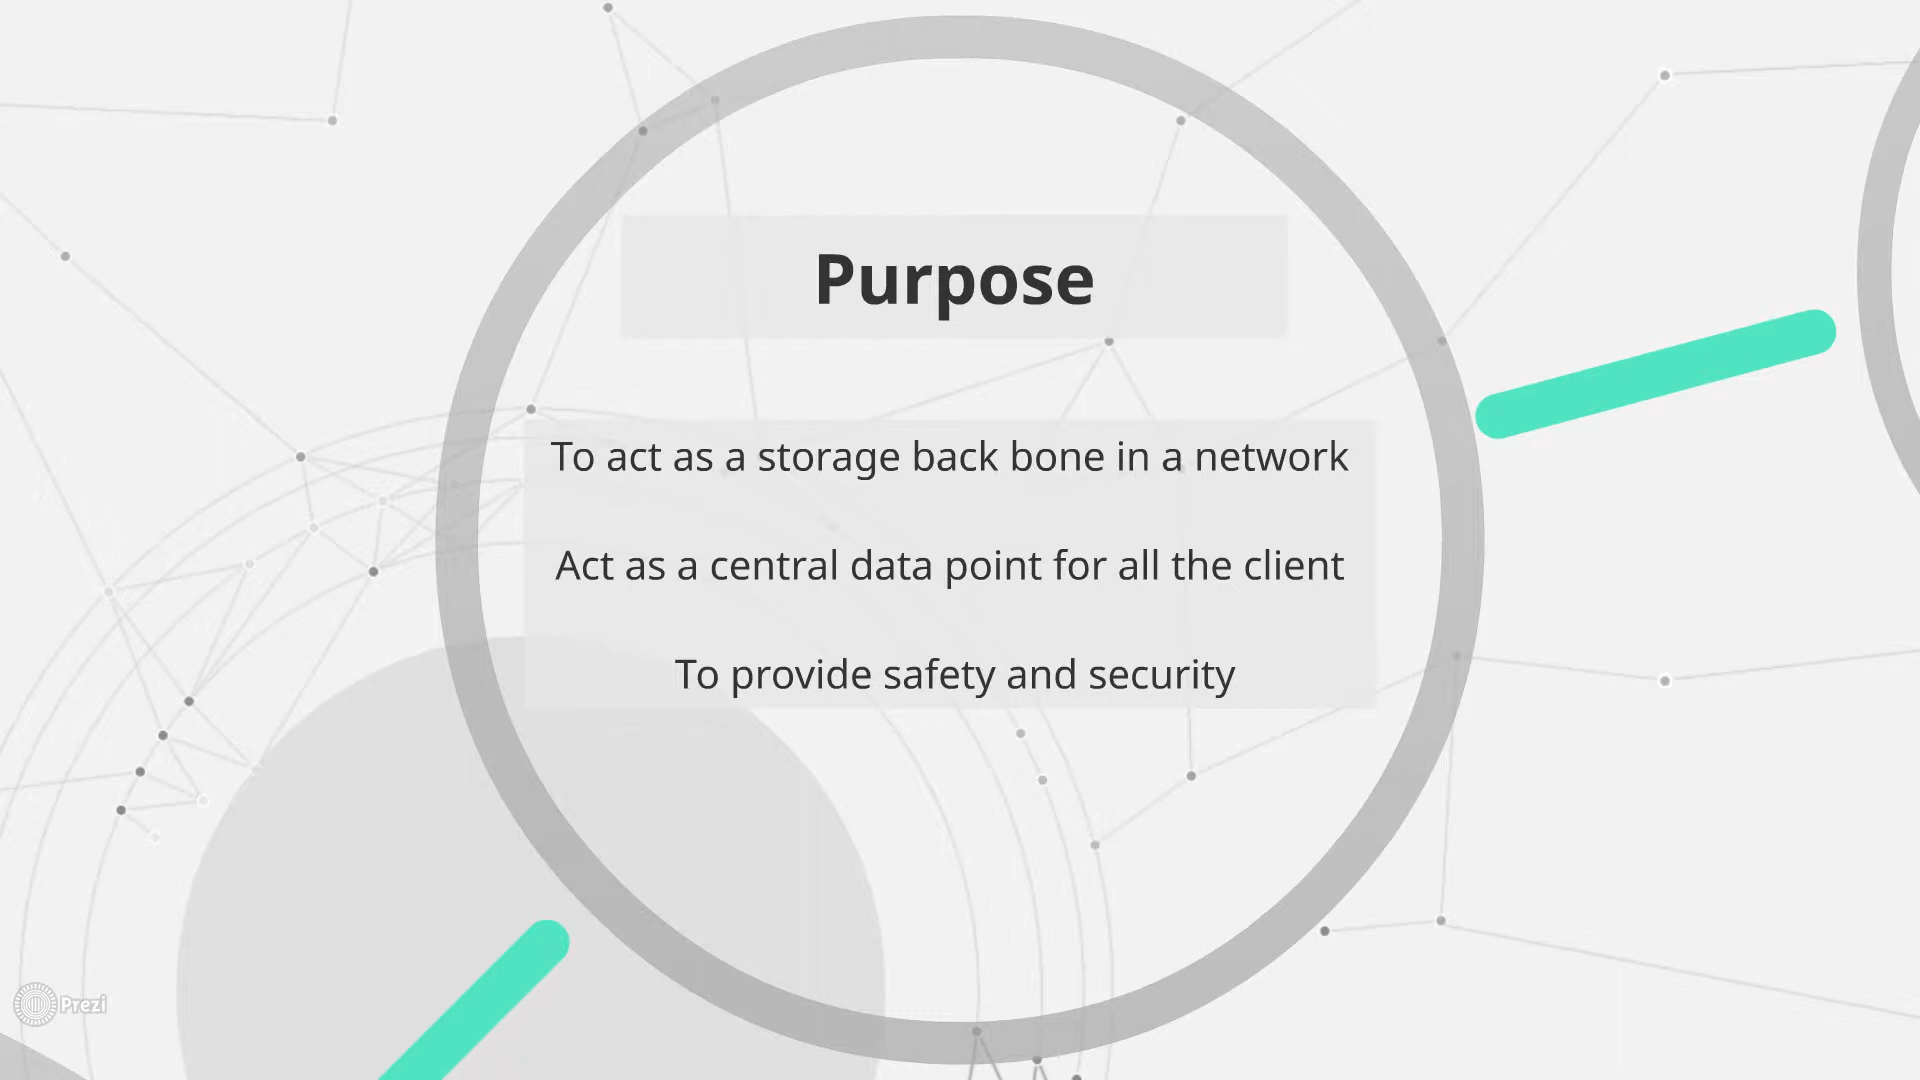 Purpose
To act as a storage back bone in a network
Act as a central data point for all the client
To provide safety and security
Prezi